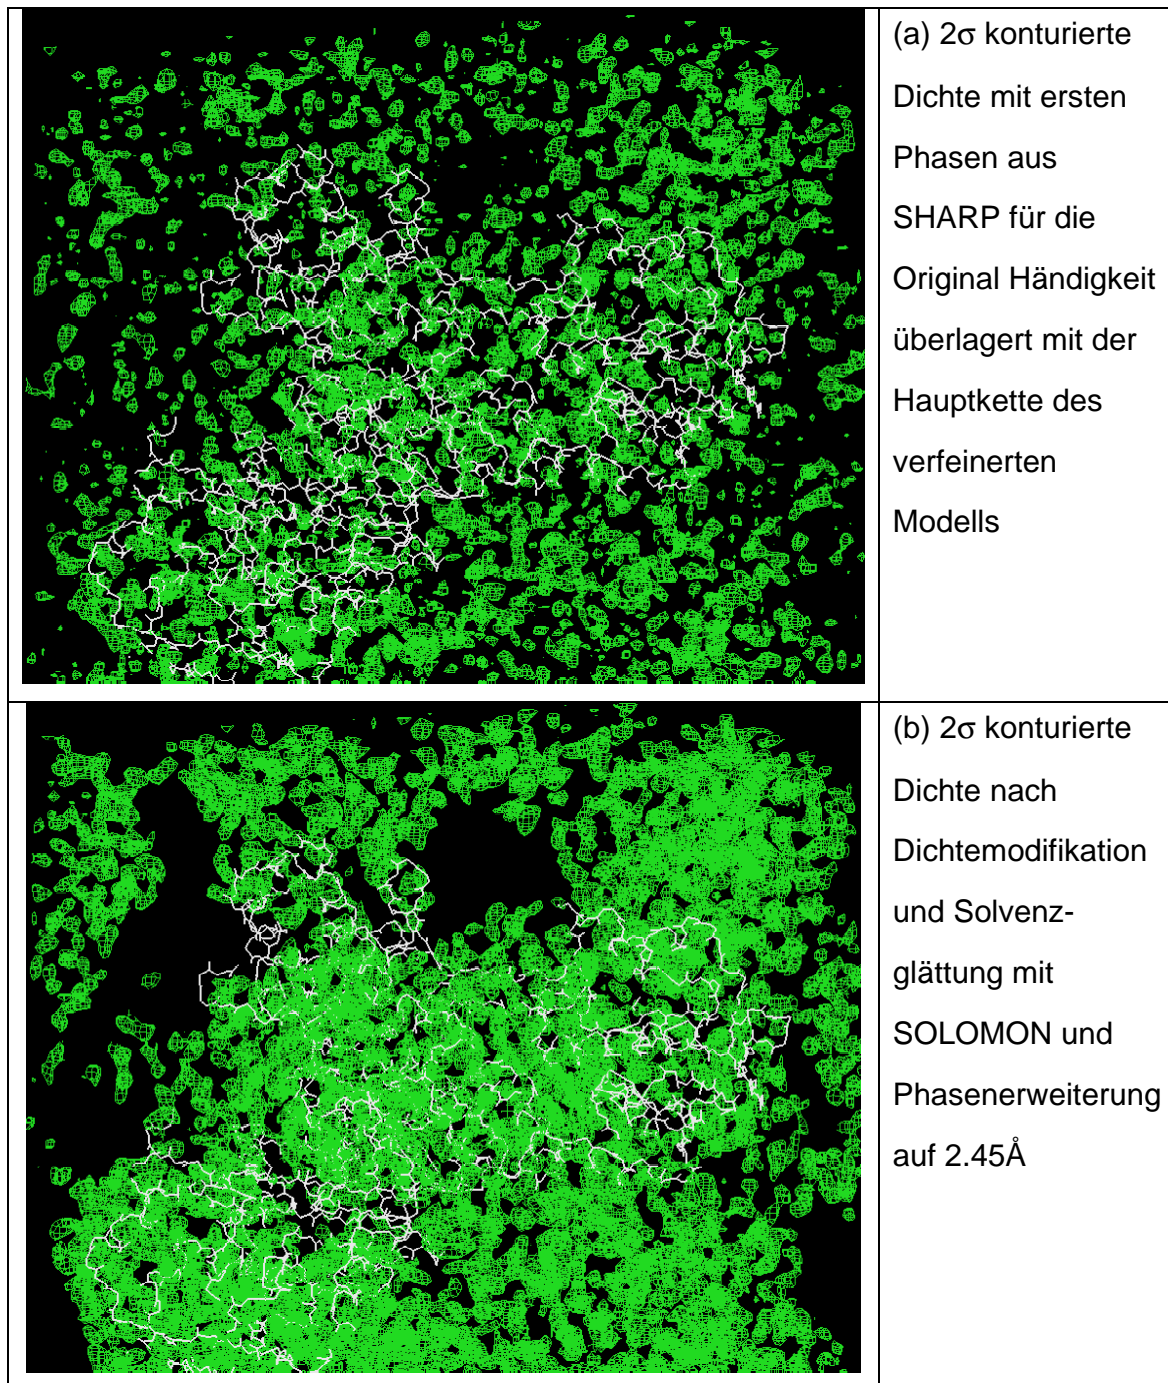 (a) 2σ konturierte
Dichte mit ersten
Phasen aus
SHARP für die
Original Händigkeit
überlagert mit der
Hauptkette des
verfeinerten
Modells
(b) 2σ konturierte
Dichte nach
Dichtemodifikation
und Solvenz-
glättung mit
SOLOMON und
Phasenerweiterung
auf 2.45Å